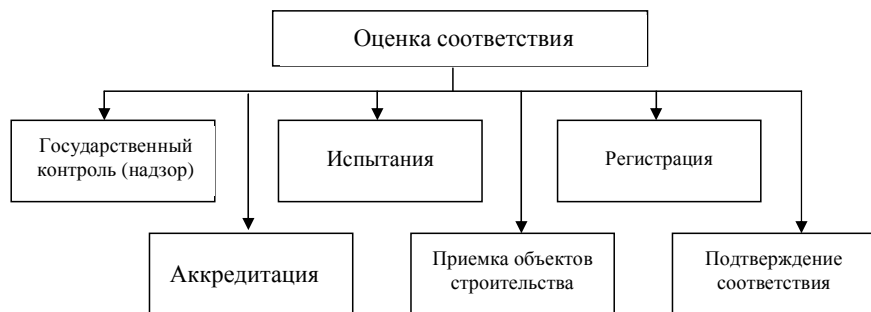 Оценка соответствия
Государственный
контроль (надзор)
Испытания
Регистрация
Аккредитация
Приемка объектов
строительства
Подтверждение
соответствия